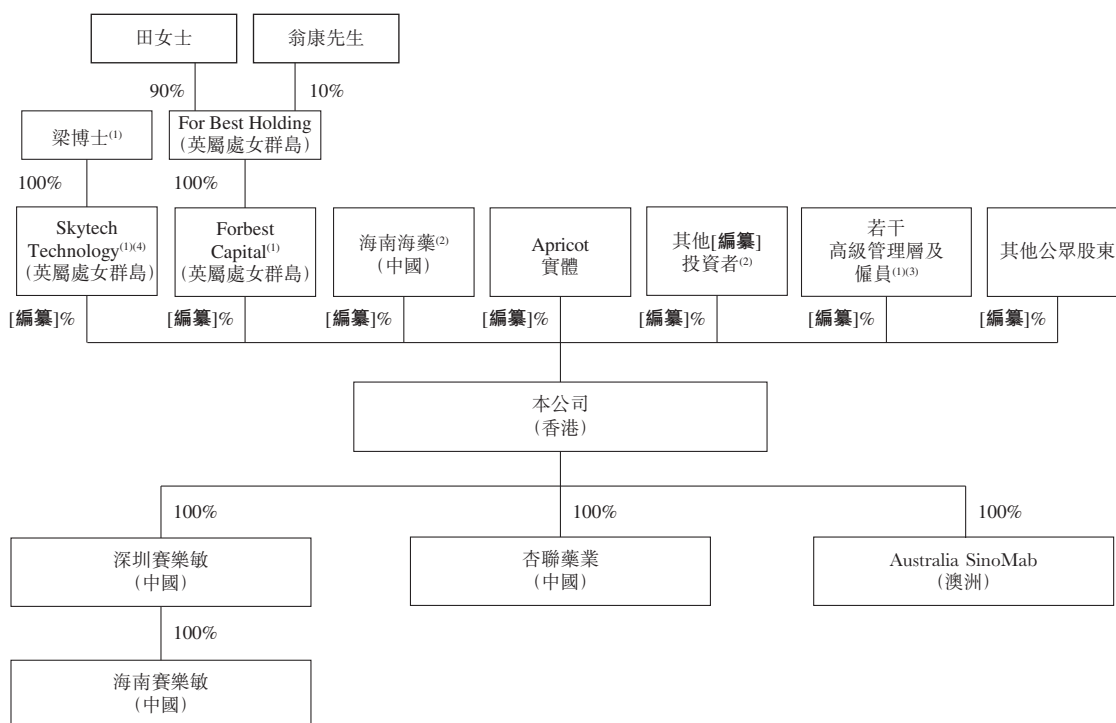 田女士
翁康先生
90%
10%
梁博士(1)
For Best Holding
(英屬處女群島)
100%
100%
Skytech
Technology(1)(4)
(英屬處女群島)
Forbest
Capital(1)
(英屬處女群島)
海南海藥(2)
(中國)
Apricot
實體
其他[編纂]
投資者(2)
若干
高級管理層及
僱員(1)(3)
其他公眾股東
[編纂]%
[編纂]%
[編纂]%
[編纂]%
[編纂]%
[編纂]%
[編纂]%
本公司
(香港)
100%
100%
100%
深圳賽樂敏
(中國)
杏聯藥業
(中國)
Australia SinoMab
(澳洲)
100%
海南賽樂敏
(中國)